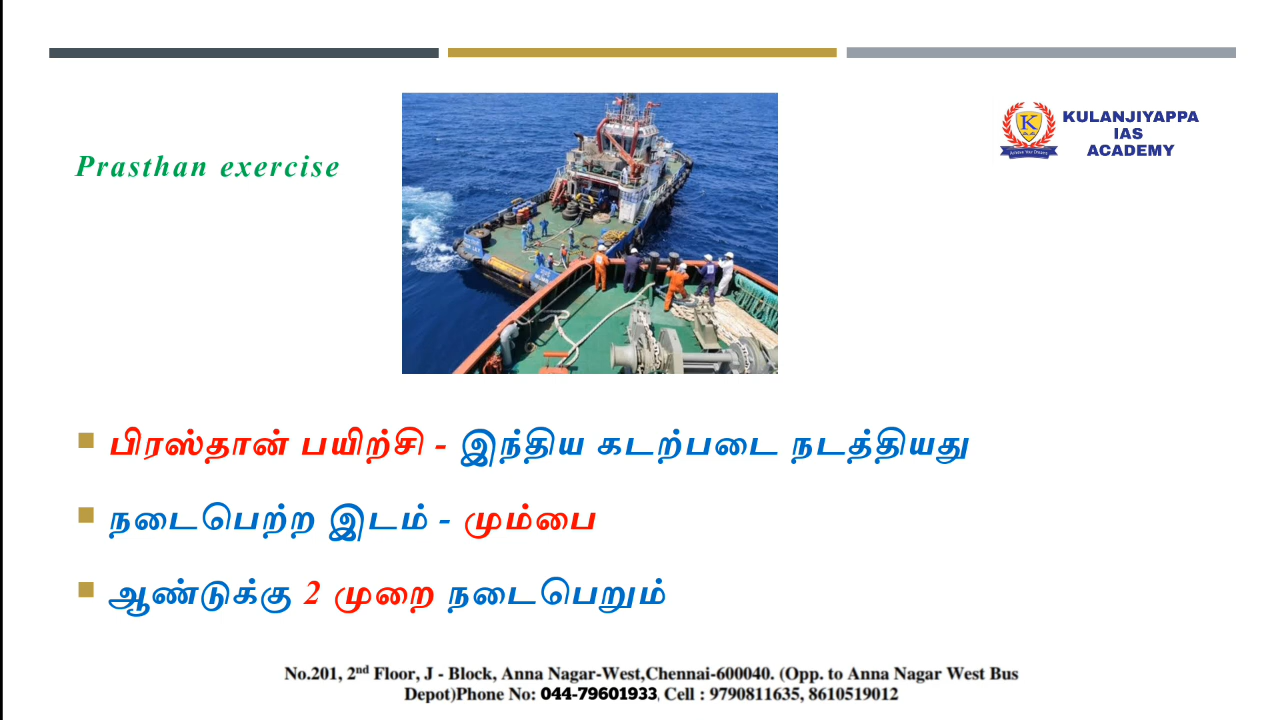 KULANJIYAPPA
IAS
ACADEMY
Prasthan exercise
பிரஸ்தான் பயிற்சி - இந்திய கடற்படை நடத்தியது
நடைபெற்ற இடம் - மும்பை
ஆண்டுக்கு 2 முறை நடைபெறும்
No.201, 2nd Floor, J - Block, Anna Nagar-West,Chennai-600040. (Opp. to Anna Nagar West Bus
Depot)Phone No: 044-79601933, Cell : 9790811635, 8610519012